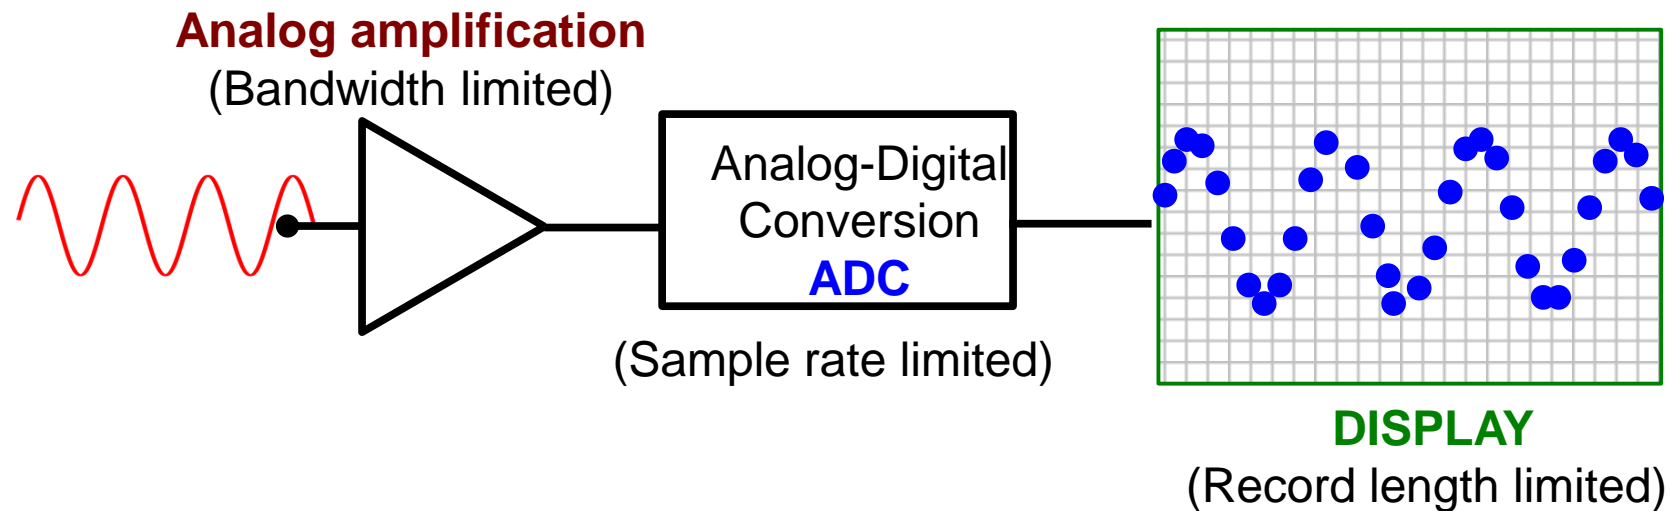 Analog amplification
(Bandwidth limited)
Analog-Digital
Conversion
ADC
(Sample rate limited)
DISPLAY
(Record length limited)